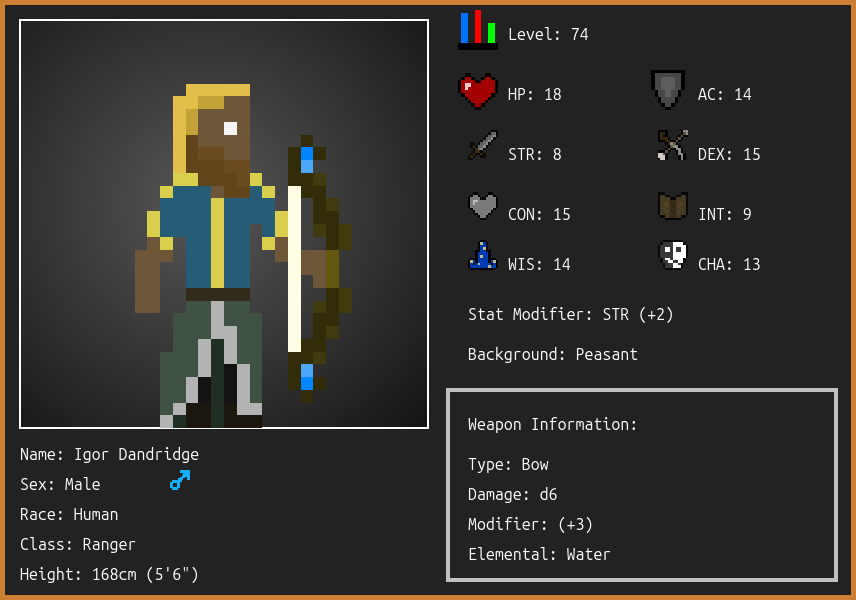 Level: 74
HP: 18
AC: 14
STR: 8
DEX: 15
CON: 15
INT: 9
WIS: 14
CHA: 13
Stat Modifier: STR (+2)
Background: Peasant
Weapon Information:
Type: Bow
Damage: d6
Modifier: (+3)
Elemental: Water
Name: Igor Dandridge
Sex: Male
Race: Human
Class: Ranger
Height: 168cm (5'6")